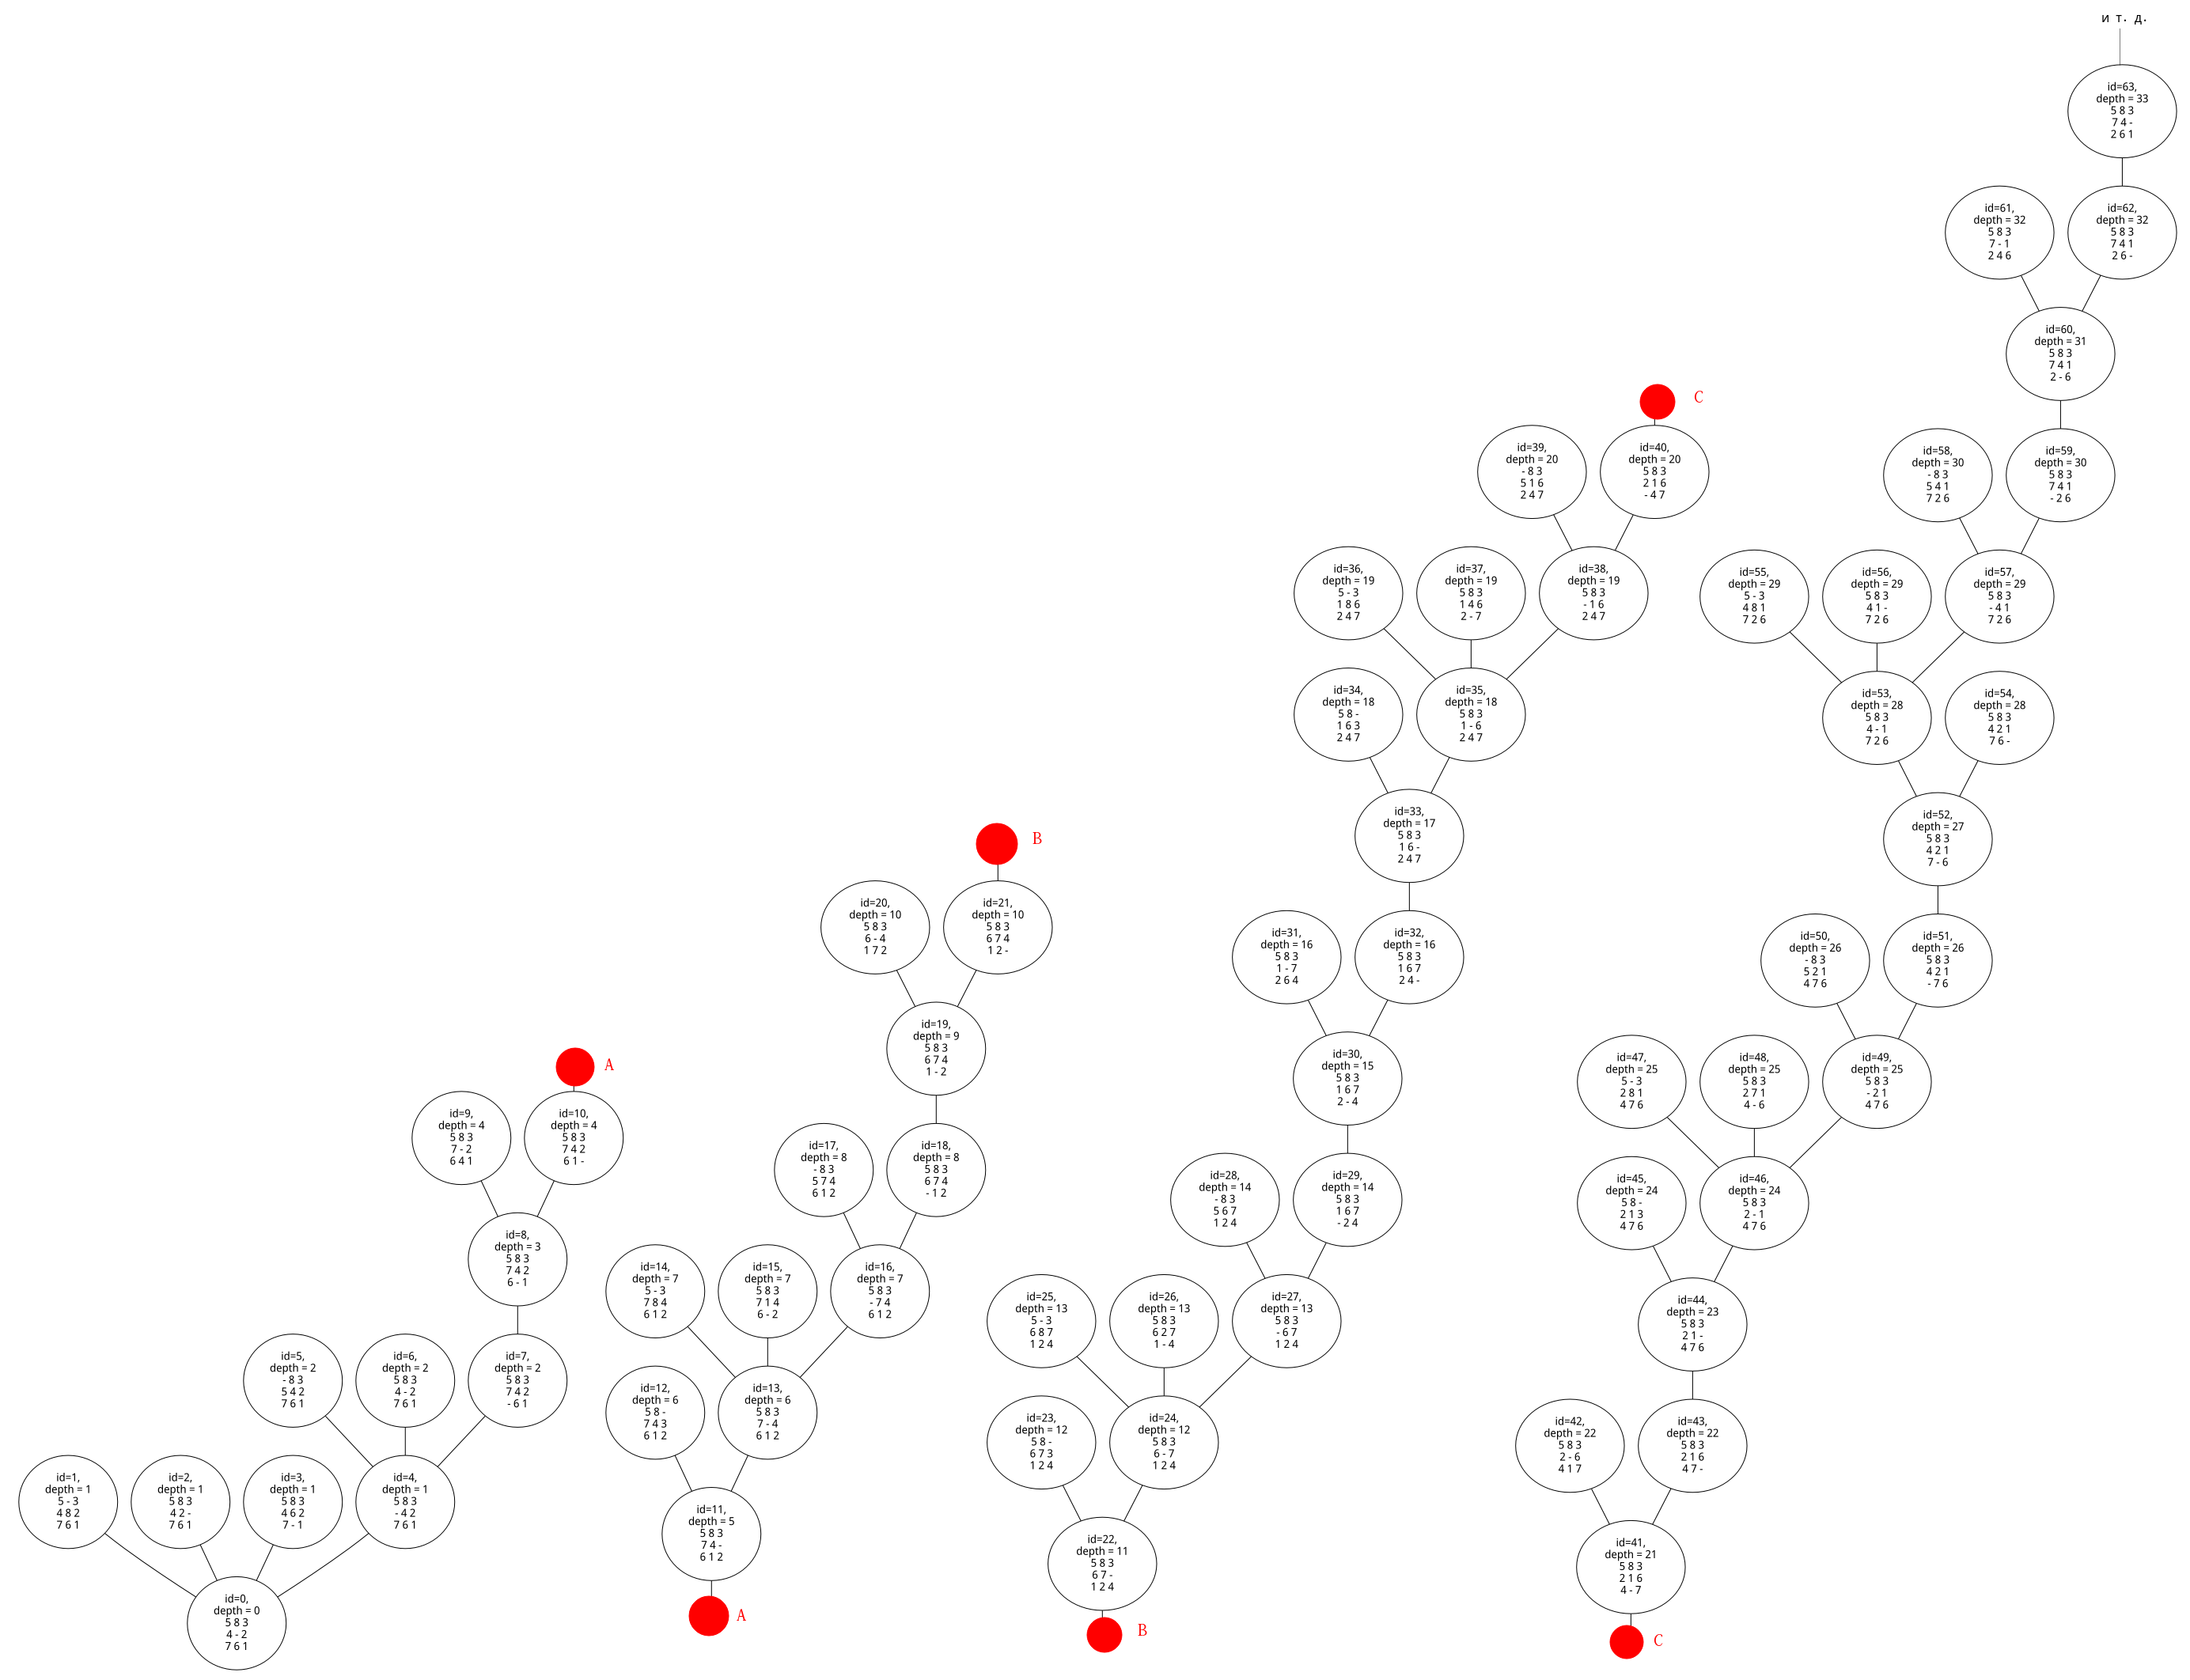 и т. д.
id=63,
depth = 33
5 8 3
7 4 -
2 6 1
id=61,
depth = 32
5 8 3
7 - 1
2 4 6
id=62,
depth = 32
5 8 3
7 4 1
2 6 -
id=60,
depth = 31
5 8 3
7 4 1
2 - 6
C
id=39,
depth = 20
- 8 3
5 1 6
2 4 7
id=40,
depth = 20
5 8 3
2 1 6
- 4 7
id=58,
depth = 30
- 8 3
5 4 1
7 2 6
id=59,
depth = 30
5 8 3
7 4 1
- 2 6
id=36,
depth = 19
5 - 3
1 8 6
2 4 7
id=37,
depth = 19
5 8 3
1 4 6
2 - 7
id=38,
depth = 19
5 8 3
- 1 6
2 4 7
id=55,
depth = 29
5 - 3
4 8 1
7 2 6
id=56,
depth = 29
5 8 3
4 1 -
7 2 6
id=57,
depth = 29
5 8 3
- 4 1
7 2 6
id=34,
depth = 18
5 8 -
1 6 3
2 4 7
id=35,
depth = 18
5 8 3
1 - 6
2 4 7
id=53,
depth = 28
5 8 3
4 - 1
7 2 6
id=54,
depth = 28
5 8 3
4 2 1
7 6 -
id=33,
depth = 17
5 8 3
1 6 -
2 4 7
id=52,
depth = 27
5 8 3
4 2 1
7 - 6
B
id=20,
depth = 10
5 8 3
6 - 4
1 7 2
id=21,
depth = 10
5 8 3
6 7 4
1 2 -
id=31,
depth = 16
5 8 3
1 - 7
2 6 4
id=32,
depth = 16
5 8 3
1 6 7
2 4 -
id=50,
depth = 26
- 8 3
5 2 1
4 7 6
id=51,
depth = 26
5 8 3
4 2 1
- 7 6
id=19,
depth = 9
5 8 3
6 7 4
1 - 2
id=30,
depth = 15
5 8 3
1 6 7
2 - 4
id=47,
depth = 25
5 - 3
2 8 1
4 7 6
id=48,
depth = 25
5 8 3
2 7 1
4 - 6
id=49,
depth = 25
5 8 3
- 2 1
4 7 6
A
id=9,
depth = 4
5 8 3
7 - 2
6 4 1
id=10,
depth = 4
5 8 3
7 4 2
6 1 -
id=17,
depth = 8
- 8 3
5 7 4
6 1 2
id=18,
depth = 8
5 8 3
6 7 4
- 1 2
id=28,
depth = 14
- 8 3
5 6 7
1 2 4
id=29,
depth = 14
5 8 3
1 6 7
- 2 4
id=45,
depth = 24
5 8 -
2 1 3
4 7 6
id=46,
depth = 24
5 8 3
2 - 1
4 7 6
id=8,
depth = 3
5 8 3
7 4 2
6 - 1
id=14,
depth = 7
5 - 3
7 8 4
6 1 2
id=15,
depth = 7
5 8 3
7 1 4
6 - 2
id=16,
depth = 7
5 8 3
- 7 4
6 1 2
id=25,
depth = 13
5 - 3
6 8 7
1 2 4
id=26,
depth = 13
5 8 3
6 2 7
1 - 4
id=27,
depth = 13
5 8 3
- 6 7
1 2 4
id=44,
depth = 23
5 8 3
2 1 -
4 7 6
id=5,
depth = 2
- 8 3
5 4 2
7 6 1
id=6,
depth = 2
5 8 3
4 - 2
7 6 1
id=7,
depth = 2
5 8 3
7 4 2
- 6 1
id=12,
depth = 6
5 8 -
7 4 3
6 1 2
id=13,
depth = 6
5 8 3
7 - 4
6 1 2
id=23,
depth = 12
5 8 -
6 7 3
1 2 4
id=24,
depth = 12
5 8 3
6 - 7
1 2 4
id=42,
depth = 22
5 8 3
2 - 6
4 1 7
id=43,
depth = 22
5 8 3
2 1 6
4 7 -
id=1,
depth = 1
5 - 3
4 8 2
7 6 1
id=2,
depth = 1
5 8 3
4 2 -
7 6 1
id=3,
depth = 1
5 8 3
4 6 2
7 - 1
id=4,
depth = 1
5 8 3
- 4 2
7 6 1
id=11,
depth = 5
5 8 3
7 4 -
6 1 2
id=22,
depth = 11
5 8 3
6 7 -
1 2 4
id=41,
depth = 21
5 8 3
2 1 6
4 - 7
id=0,
depth = 0
5 8 3
4 - 2
7 6 1
A
B
C